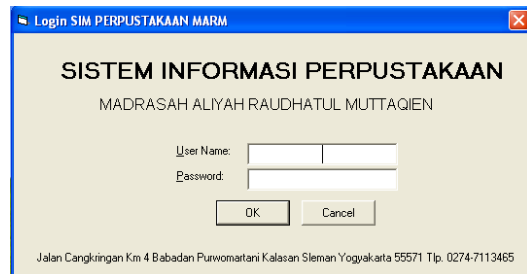 Login SIM PERPUSTAKAAN MARM
SISTEM INFORMASI PERPUSTAKAAN
MADRASAH ALIYAH RAUDHATUL MUTTAQIEN
User Name:
Password:
OK Cancel
Jalan Cangkringan Km 4 Babadan Purwomartani Kalasan Sleman Yogyakarta 55571 Tlp. 0274-7113465